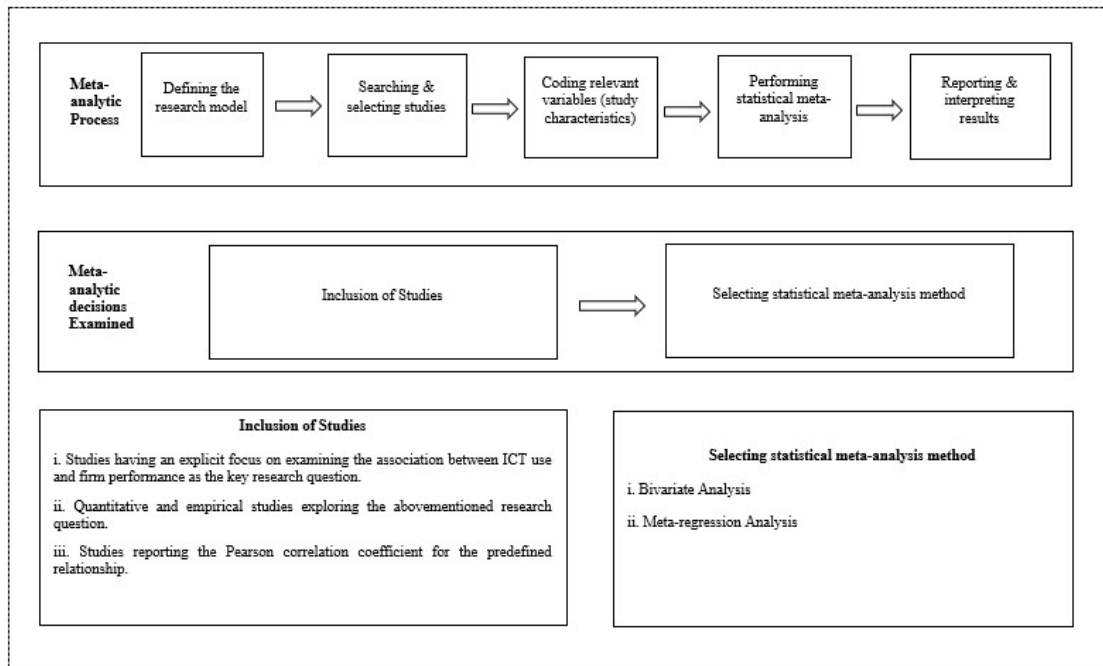 Meta-
analytic
Process
Defining the
research model
Searching &
selecting studies
Coding relevant
variables (study
characteristics)
Performing
statistical meta-
analysis
Reporting &
interpreting
results
Meta-
analytic
decisions
Examined
Inclusion of Studies
Selecting statistical meta-analysis method
Inclusion of Studies
i. Studies having an explicit focus on examining the association between ICT use
and firm performance as the key research question.
ii. Quantitative and empirical studies exploring the abovementioned research
question.
iii. Studies reporting the Pearson correlation coefficient for the predefined
relationship.
Selecting statistical meta-analysis method
i. Bivariate Analysis
ii. Meta-regression Analysis